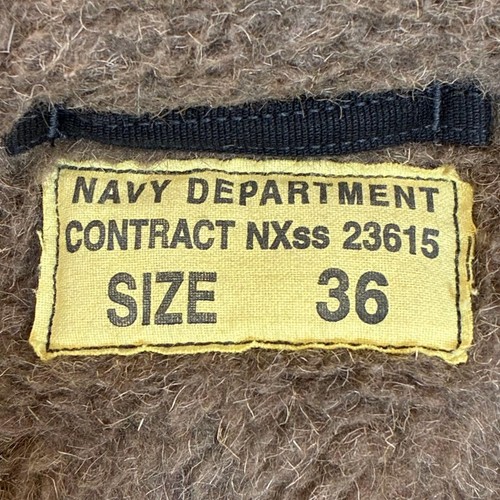 NAVY DEPARTMENT
CONTRACT NXss 23615
SIZE 36